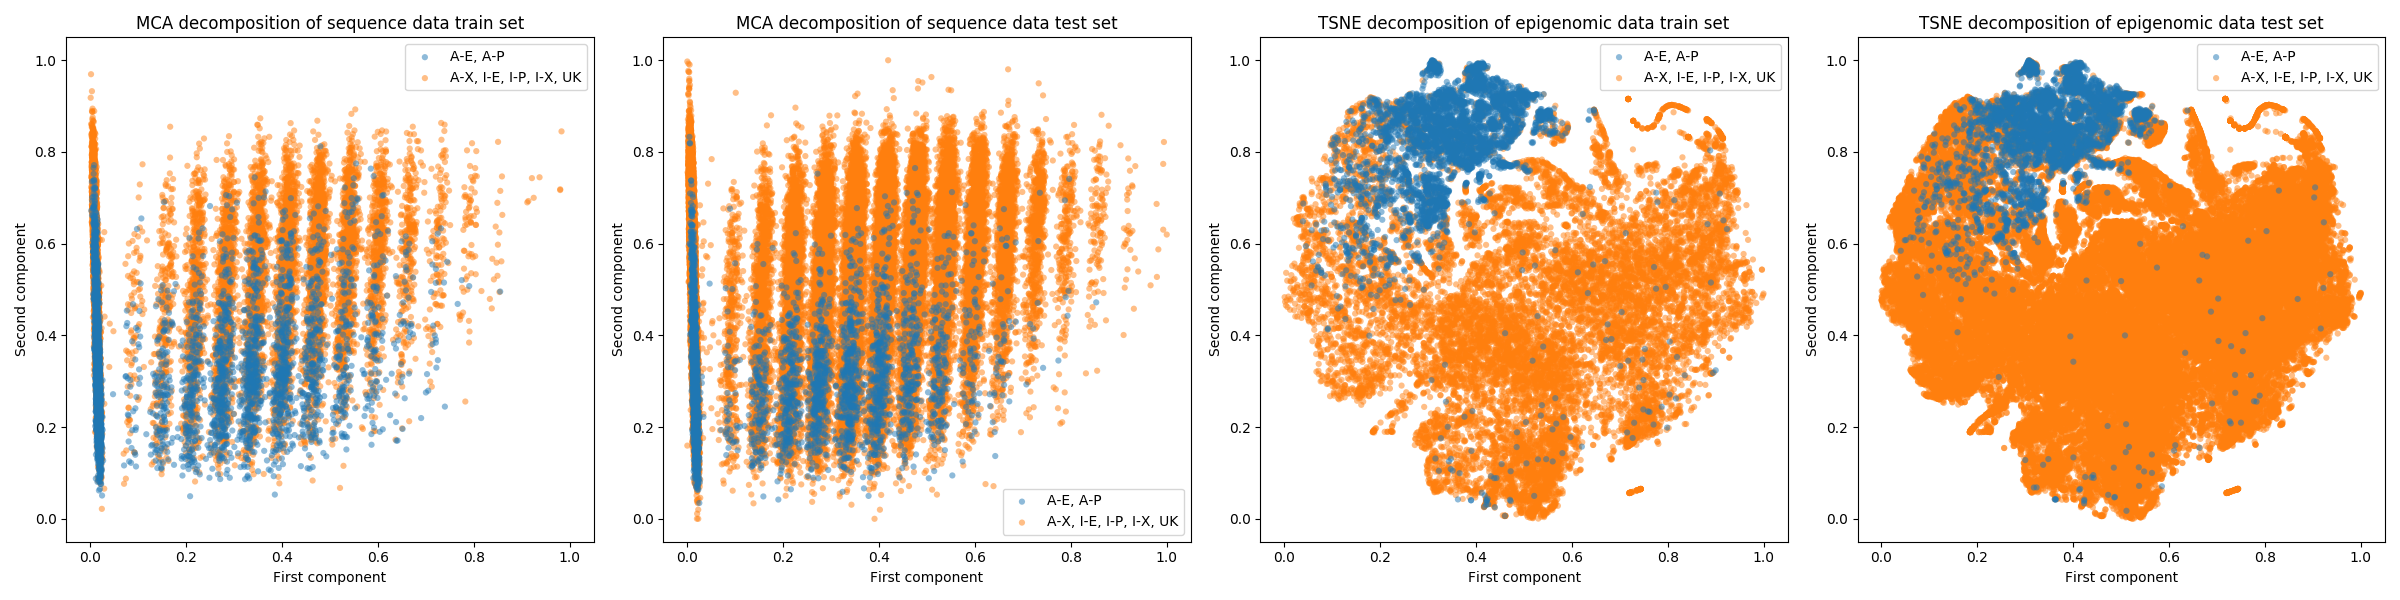 MCA decomposition of sequence data train set
Second component
1.0
0.8
0.6
0.4
0.2
0.0
A-E, A-P
A-X, I-E, I-P, I-X, UK
0.0 0.2 0.4 0.6 0.8 1.0
First component
MCA decomposition of sequence data test set
Second component
1.0
0.8
0.6
0.4
0.2
0.0
A-E, A-P
A-X, I-E, I-P, I-X, UK
0.0 0.2 0.4 0.6 0.8 1.0
First component
TSNE decomposition of epigenomic data train set
Second component
1.0
0.8
0.6
0.4
0.2
0.0
A-E, A-P
A-X, I-E, I-P, I-X, UK
0.0 0.2 0.4 0.6 0.8 1.0
First component
TSNE decomposition of epigenomic data test set
Second component
1.0
0.8
0.6
0.4
0.2
0.0
A-E, A-P
A-X, I-E, I-P, I-X, UK
0.0 0.2 0.4 0.6 0.8 1.0
First component